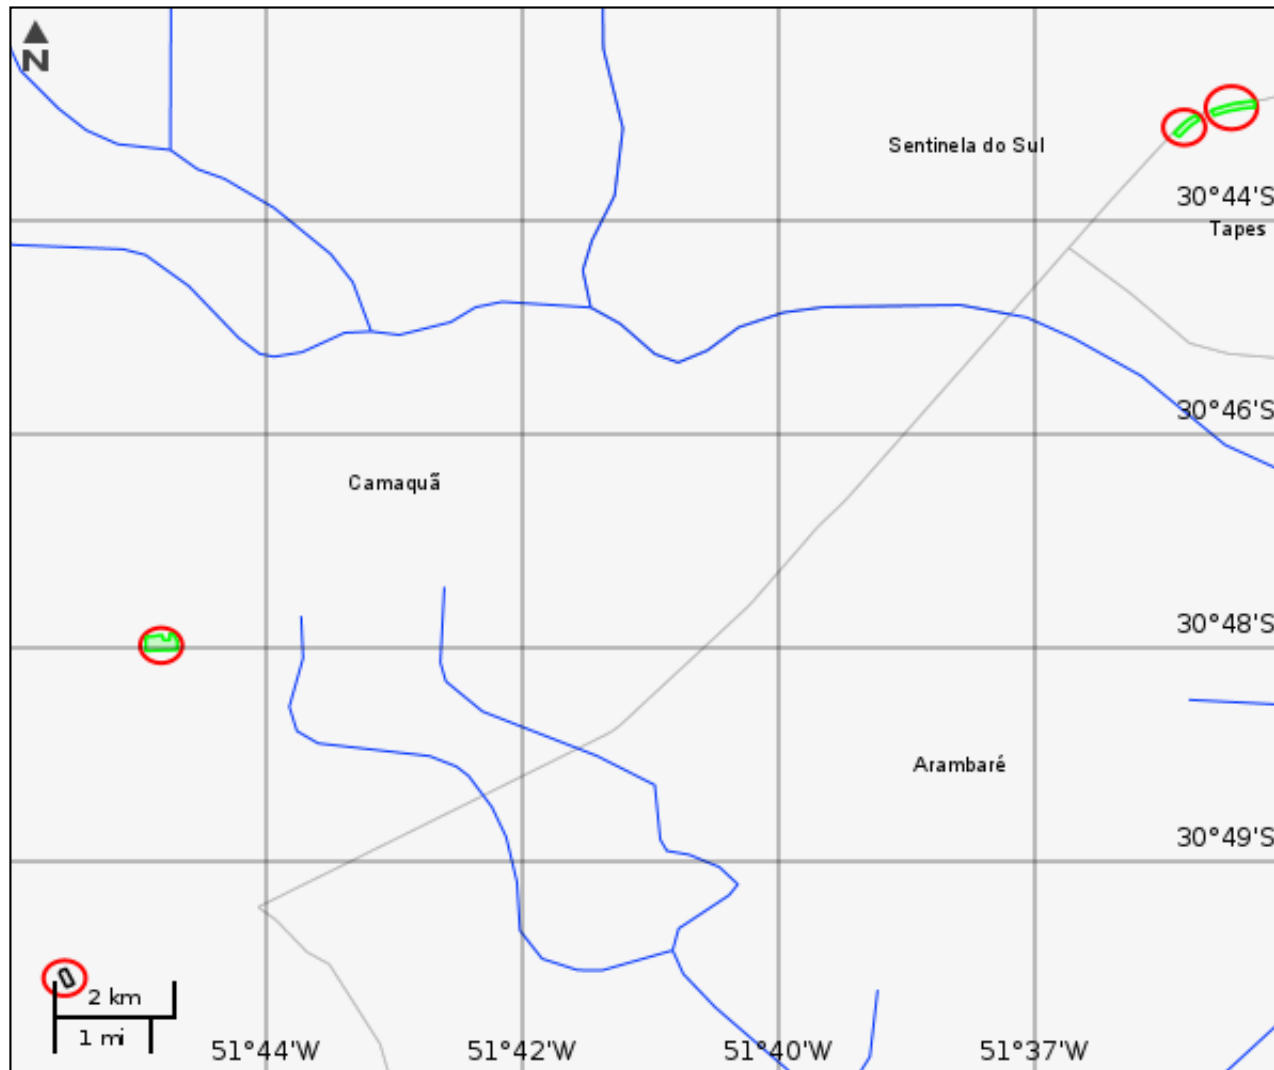 N
Sentinela do Sul
30°44'S
Tapes
30°46'S
Camaquã
30°48'S
Arambaré
30°49'S
2 km
1 mi
51°44'W
51°42'W
51°40'W
51°37'W